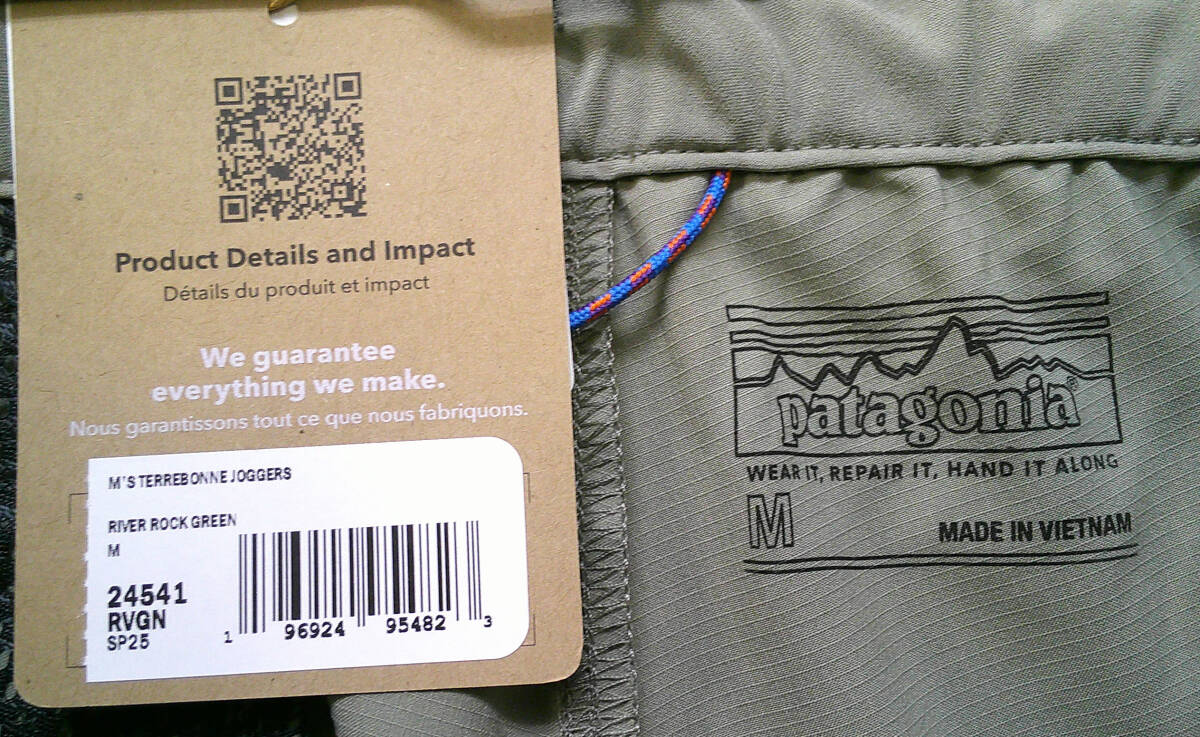 Product Details and Impact
Détails du produit et impact
We guarantee
everything we make.
Nous garantissons tout ce que nous fabriquons.
M'S TERREBONNE JOGGERS
RIVER ROCK GREEN
M
24541
RVGN
SP25
1 96924 95482 3
patagonia®
WEAR IT, REPAIR IT, HAND IT ALONG
M
MADE IN VIETNAM